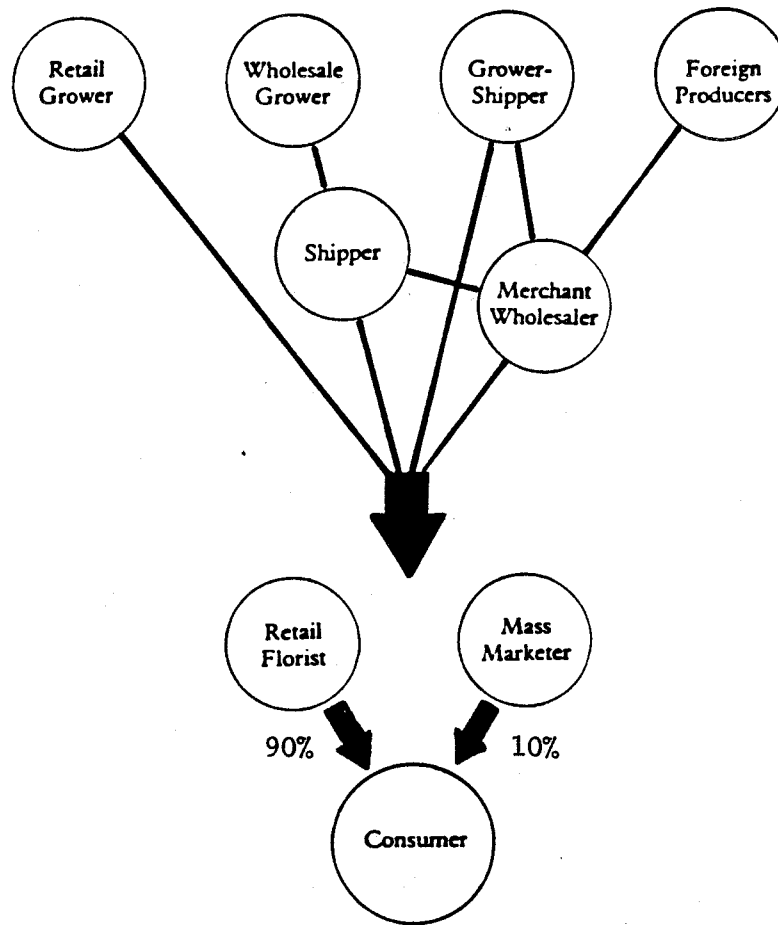 Retail
Grower
Wholesale
Grower
Grower-
Shipper
Foreign
Producers
Shipper
Merchant
Wholesaler
Retail
Florist
Mass
Marketer
90%
10%
Consumer